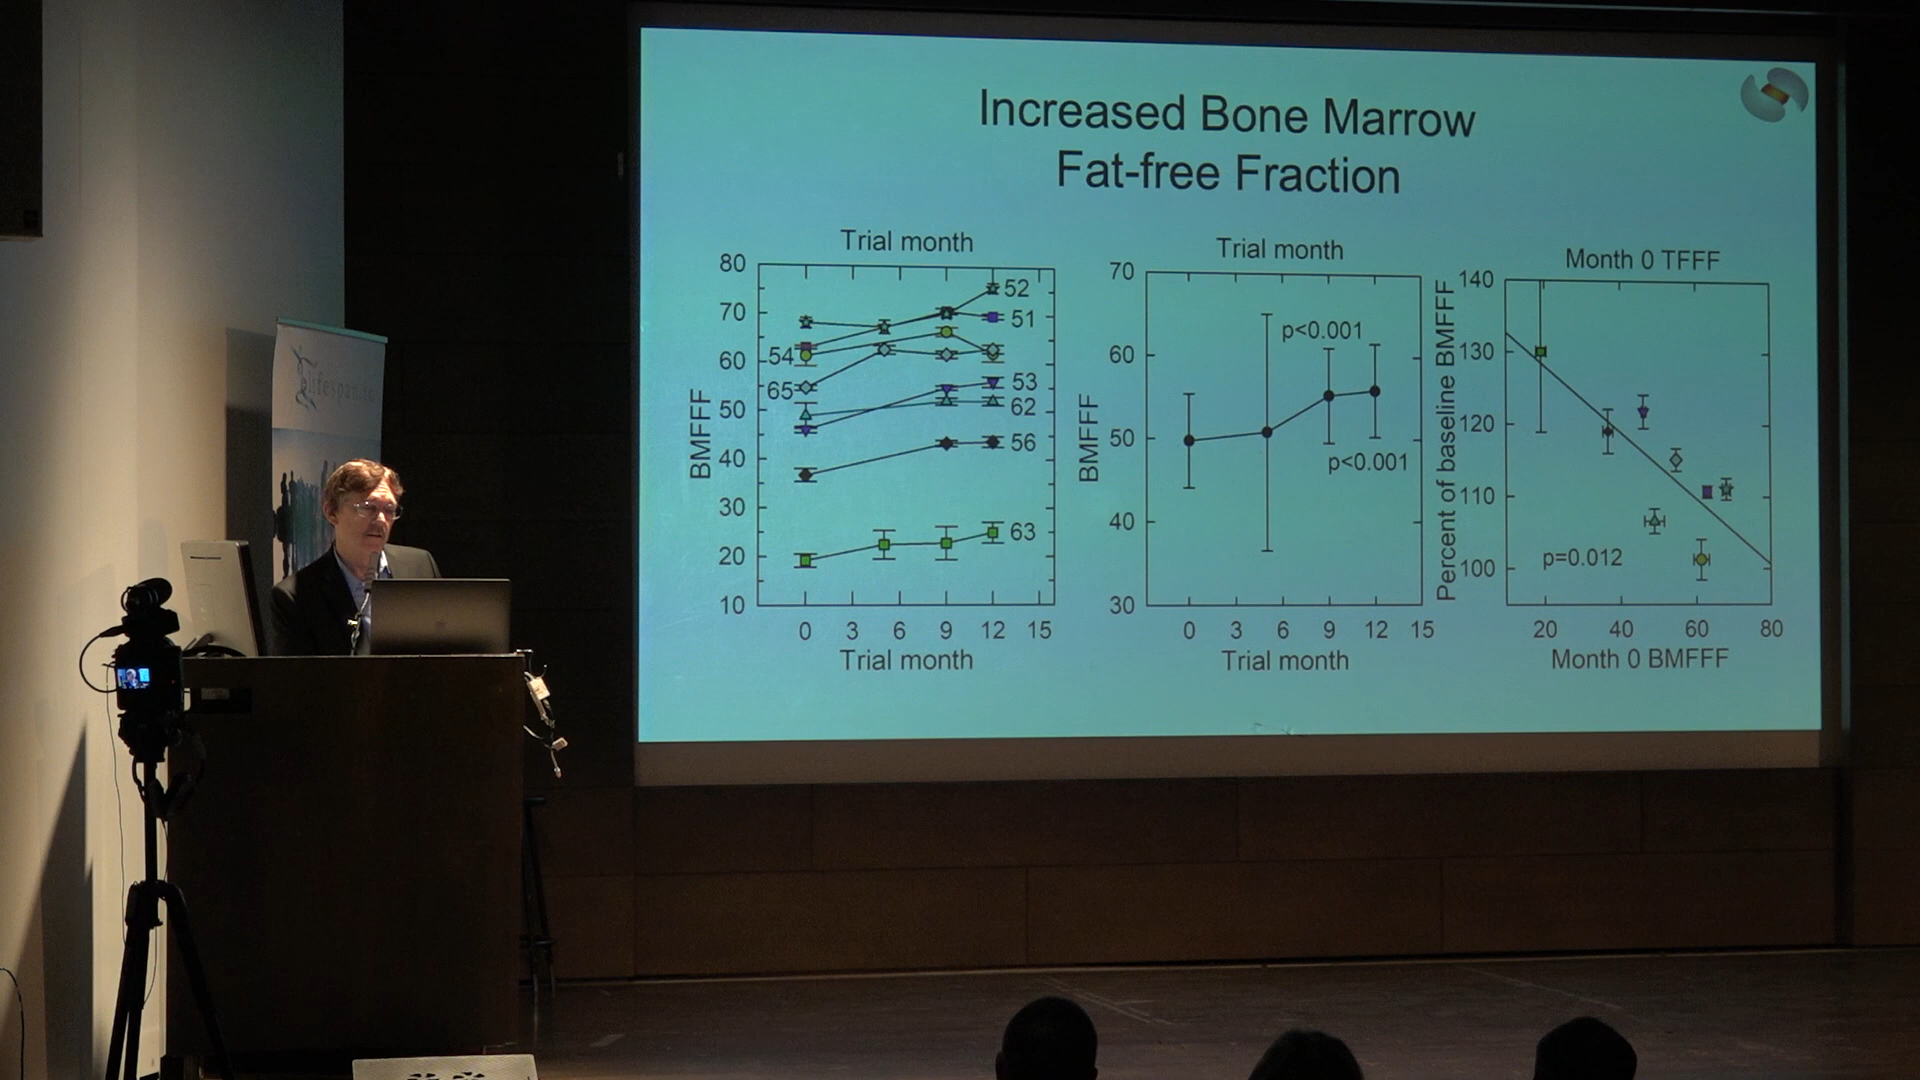 Increased Bone Marrow
Fat-free Fraction
Trial month
80
70
60
50
40
30
20
10
BMFFF
52
51
54
65
53
62
56
63
0 3 6 9 12 15
Trial month
Trial month
70
60
50
40
30
BMFFF
p<0.001
p<0.001
0 3 6 9 12 15
Trial month
Month 0 TFFF
140
130
120
110
100
Percent of baseline BMFFF
p=0.012
20 40 60 80
Month 0 BMFFF
lifespan.io